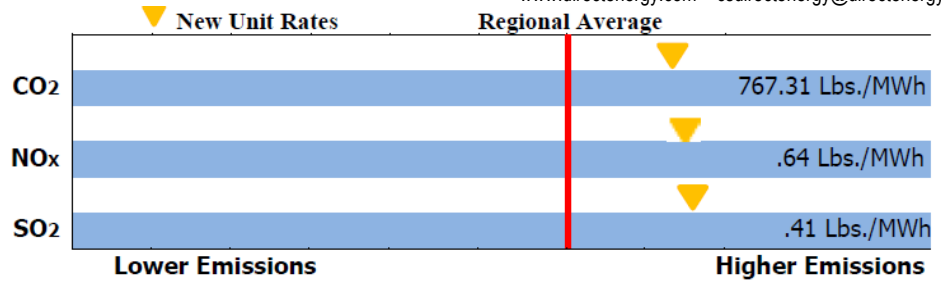 New Unit Rates Regional Average
CO2 767.31 Lbs./MWh
NOx .64 Lbs./MWh
SO2 .41 Lbs./MWh
Lower Emissions Higher Emissions